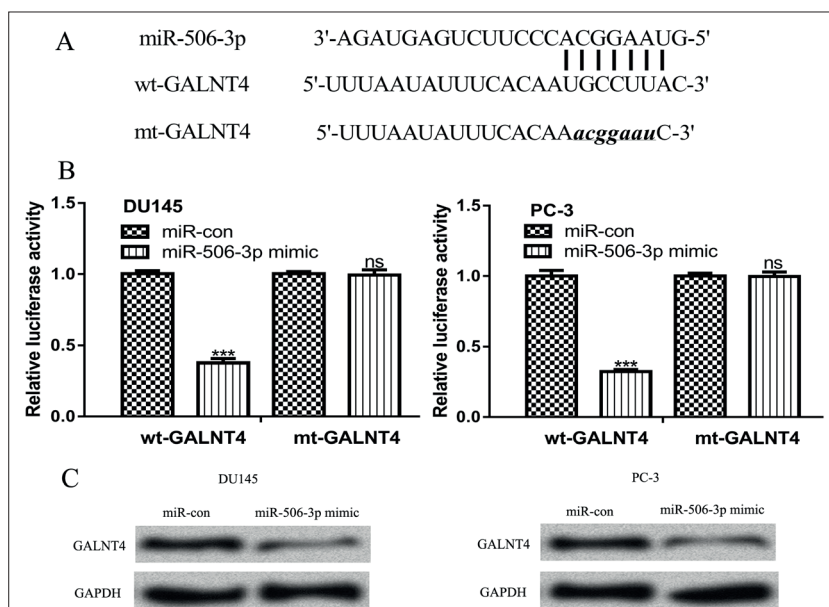 A
miR-506-3p 3'-AGAUGAGUCUUCCCACGGAAUG-5'
wt-GALNT4 5'-UUUAAUAUUUCACAAUGCCUUAC-3'
mt-GALNT4 5'-UUUAAUAUUUCACAAacggaauC-3'
B
DU145
miR-con
miR-506-3p mimic
Relative luciferase activity
1.5
1.0
0.5
0.0
***
ns
wt-GALNT4 mt-GALNT4
PC-3
miR-con
miR-506-3p mimic
Relative luciferase activity
1.5
1.0
0.5
0.0
***
ns
wt-GALNT4 mt-GALNT4
C
DU145
miR-con miR-506-3p mimic
GALNT4
GAPDH
PC-3
miR-con miR-506-3p mimic
GALNT4
GAPDH